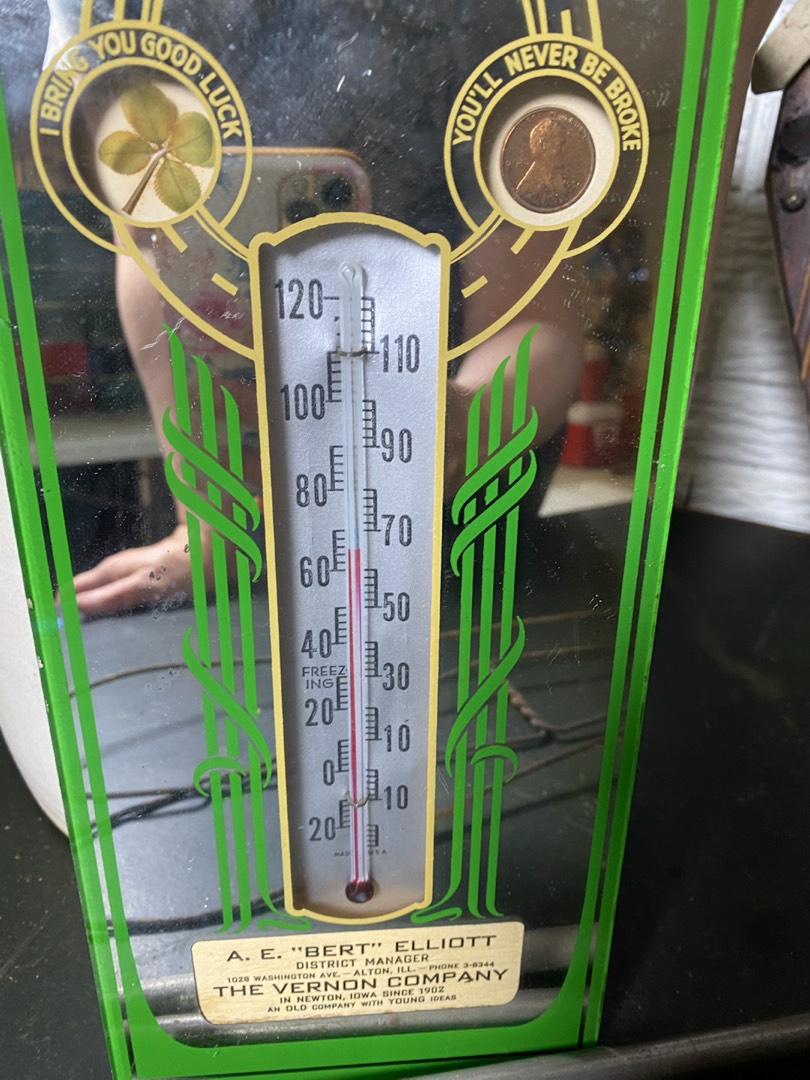 I BRING YOU GOOD LUCK
YOU'LL NEVER BE BROKE
120
110
100
90
80
70
60
50
40
FREEZ-
ING
30
20
10
0
10
20
MADE U.S.A.
A. E. "BERT" ELLIOTT
DISTRICT MANAGER
1028 WASHINGTON AVE. — ALTON, ILL. — PHONE 3-8344
THE VERNON COMPANY
IN NEWTON, IOWA SINCE 1902
AN OLD COMPANY WITH YOUNG IDEAS